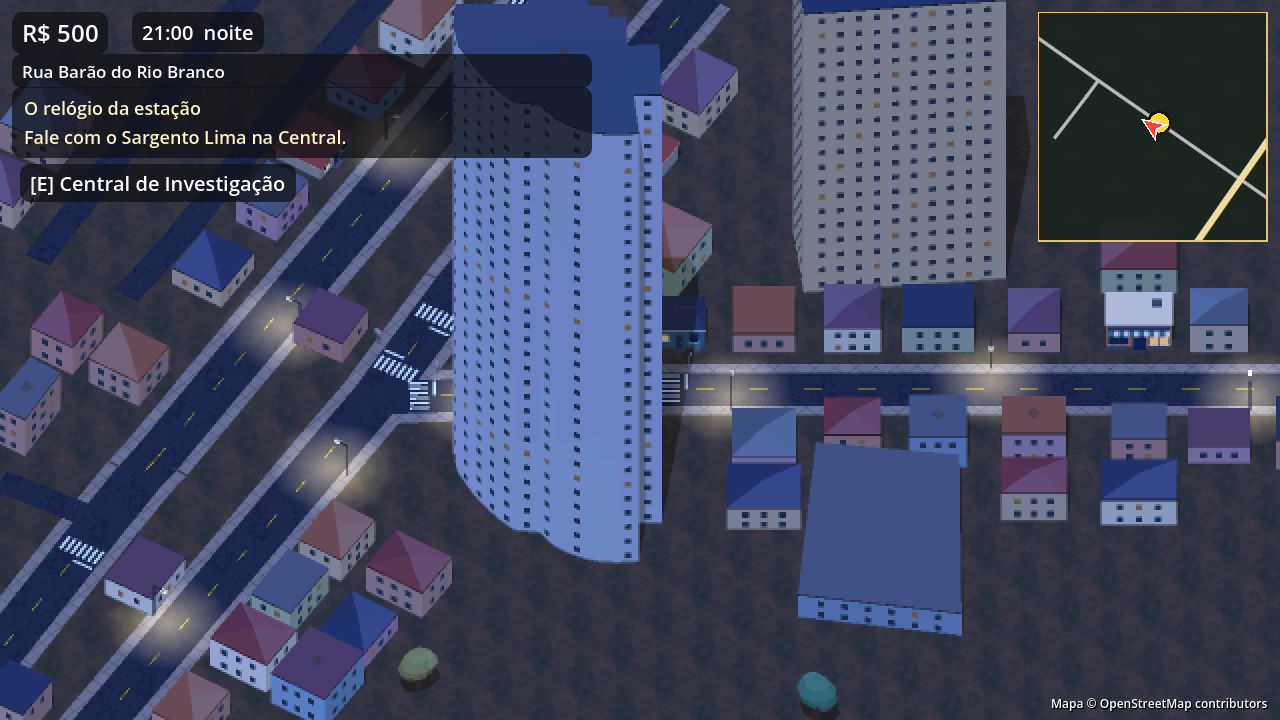 R$ 500
21:00 noite
Rua Barão do Rio Branco
O relógio da estação
Fale com o Sargento Lima na Central.
[E] Central de Investigação
Mapa © OpenStreetMap contributors